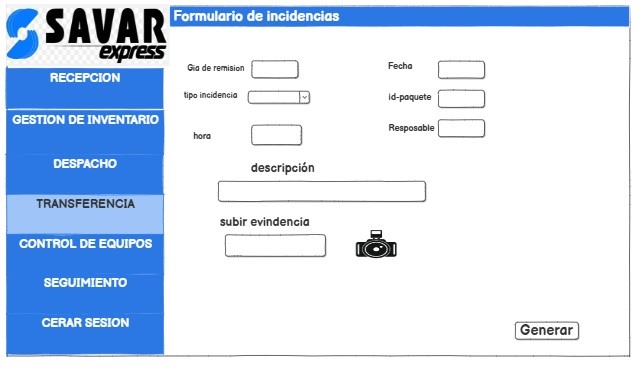 SAVAR
express
Formulario de incidencias
RECEPCION
GESTION DE INVENTARIO
DESPACHO
TRANSFERENCIA
CONTROL DE EQUIPOS
SEGUIMIENTO
CERAR SESION
Gia de remision
Fecha
tipo incidencia
id-paquete
hora
Resposable
descripción
subir evindencia
Generar